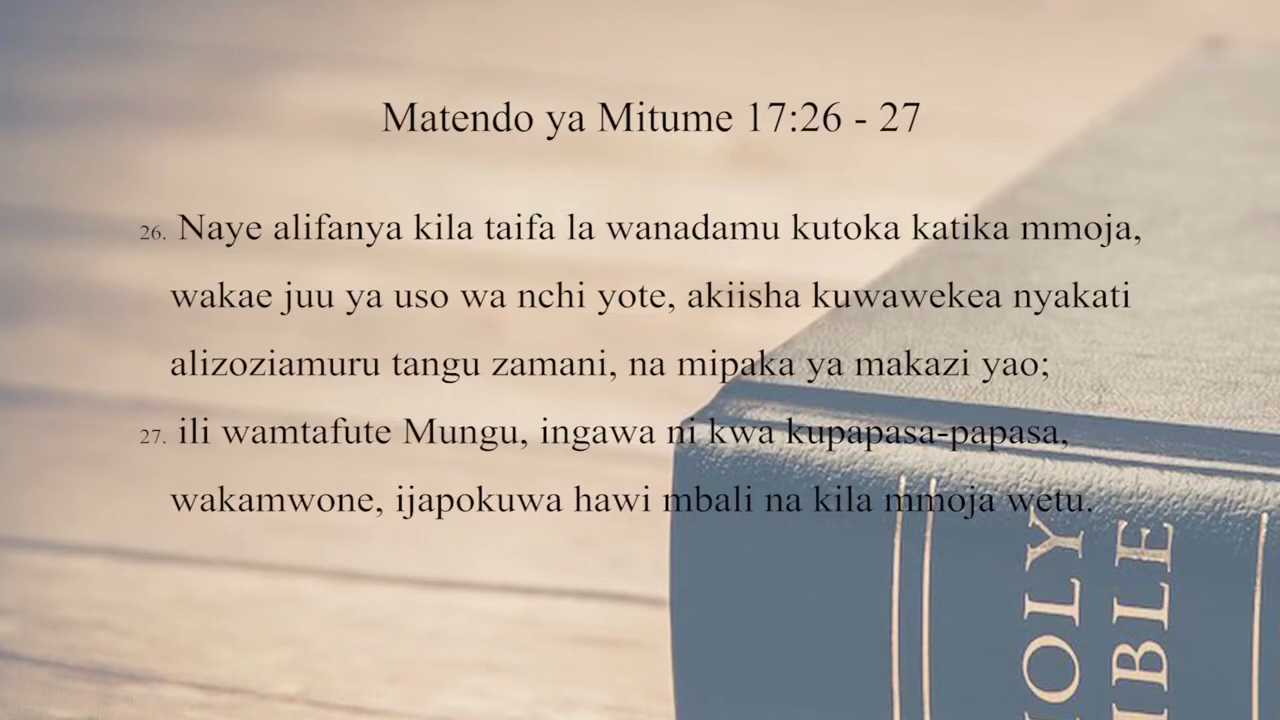 Matendo ya Mitume 17:26 - 27
26. Naye alifanya kila taifa la wanadamu kutoka katika mmoja,
wakae juu ya uso wa nchi yote, akiisha kuwawekea nyakati
alizoziamuru tangu zamani, na mipaka ya makazi yao;
27. ili wamtafute Mungu, ingawa ni kwa kupapasa-papasa,
wakamwone, ijapokuwa hawi mbali na kila mmoja wetu.
OLY
IBLE